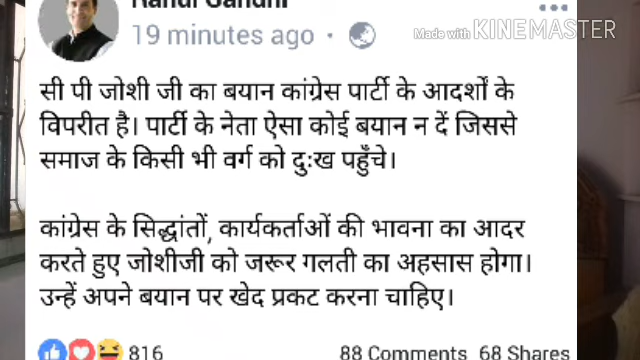 19 minutes ago ·
Made with KINEMASTER
सी पी जोशी जी का बयान कांग्रेस पार्टी के आदर्शों के
विपरीत है। पार्टी के नेता ऐसा कोई बयान न दें जिससे
समाज के किसी भी वर्ग को दुःख पहुँचे।
कांग्रेस के सिद्धांतों, कार्यकर्ताओं की भावना का आदर
करते हुए जोशीजी को जरूर गलती का अहसास होगा।
उन्हें अपने बयान पर खेद प्रकट करना चाहिए।
816
88 Comments 68 Shares